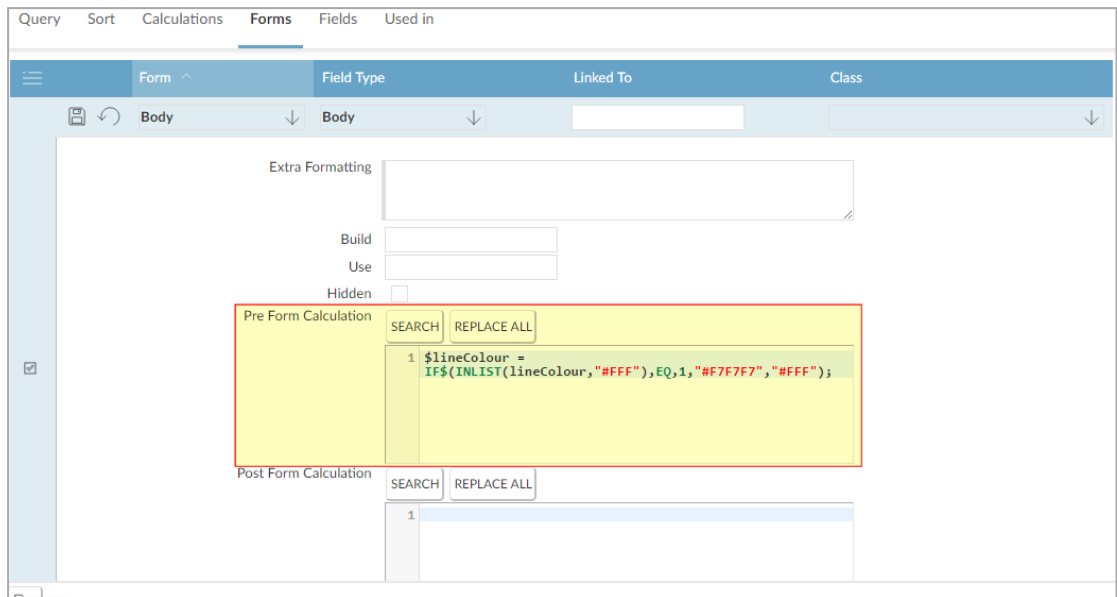 Query Sort Calculations Forms Fields Used in
Form Field Type Linked To Class
Body Body
Extra Formatting
Build
Use
Hidden
Pre Form Calculation SEARCH REPLACE ALL
1 $lineColour =
IF$(INLIST(lineColour,"#FFF"),EQ,1,"#F7F7F7","#FFF");
Post Form Calculation SEARCH REPLACE ALL
1